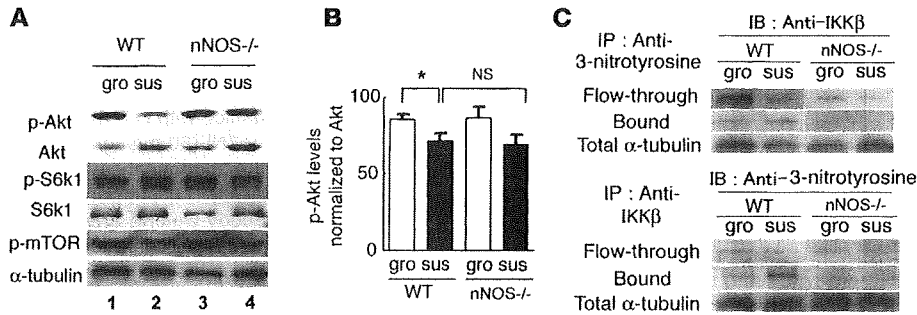 A
WT nNOS-/-
gro sus gro sus
p-Akt
Akt
p-S6k1
S6k1
p-mTOR
α-tubulin
1 2 3 4
B
* NS
100
50
0
p-Akt levels
normalized to Akt
gro sus gro sus
WT nNOS-/-
C
IB : Anti-IKKβ
IP : Anti-
3-nitrotyrosine
WT nNOS-/-
gro sus gro sus
Flow-through
Bound
Total α-tubulin
IB : Anti-3-nitrotyrosine
IP : Anti-
IKKβ
WT nNOS-/-
gro sus gro sus
Flow-through
Bound
Total α-tubulin